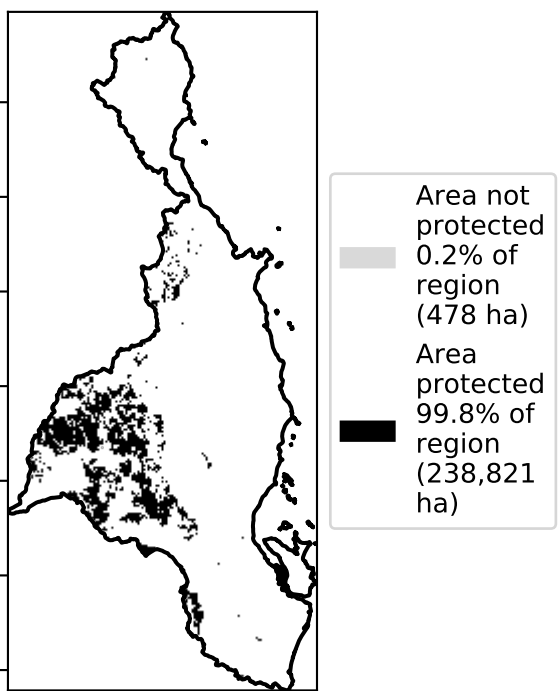 Area not
protected
0.2% of
region
(478 ha)
Area
protected
99.8% of
region
(238,821
ha)